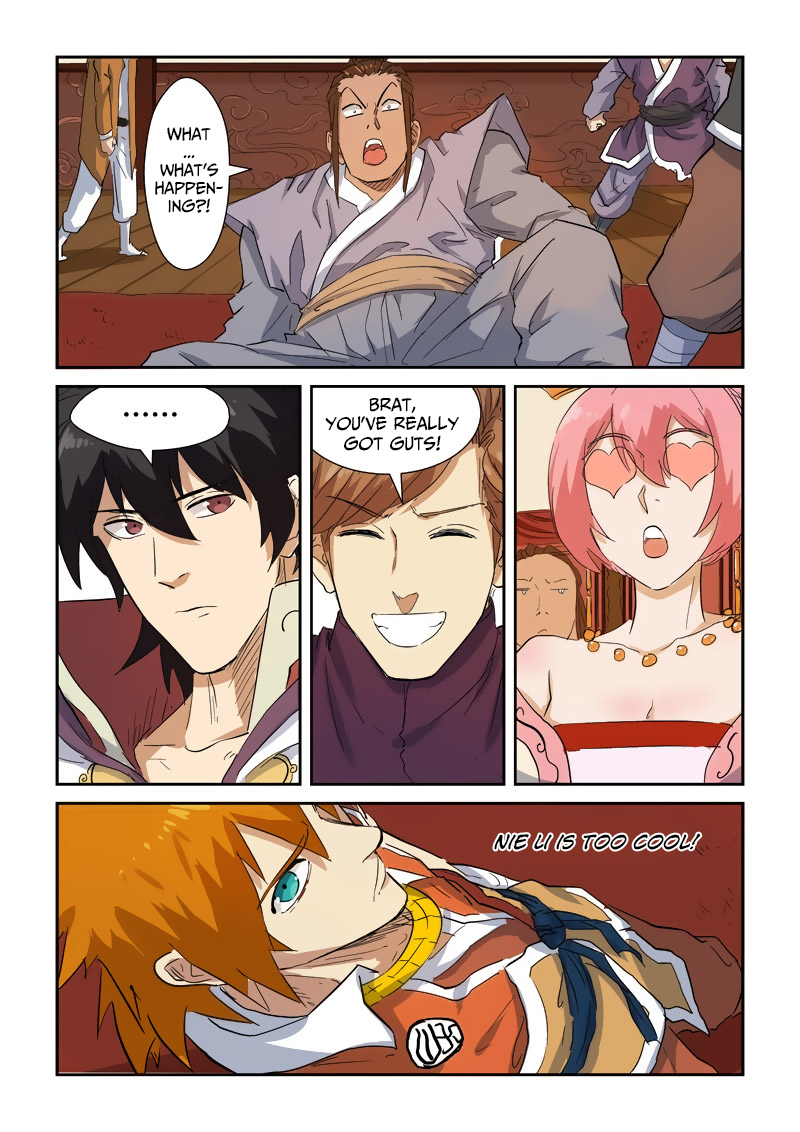 WHAT
...
WHAT'S
HAPPEN-
ING?!
......
BRAT,
YOU'VE REALLY
GOT GUTS!
NIE LI IS TOO COOL!